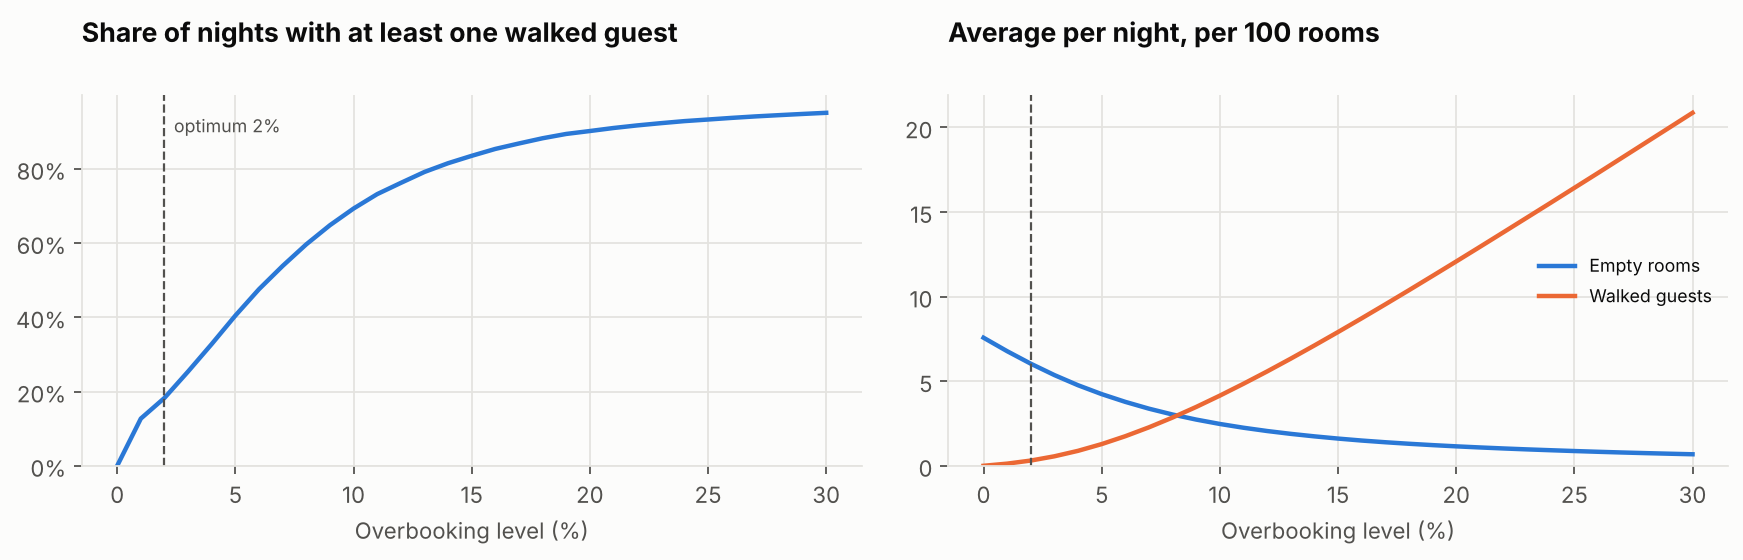 Share of nights with at least one walked guest
optimum 2%
80%
60%
40%
20%
0%
0 5 10 15 20 25 30
Overbooking level (%)
Average per night, per 100 rooms
20
15
10
5
0
Empty rooms
Walked guests
0 5 10 15 20 25 30
Overbooking level (%)